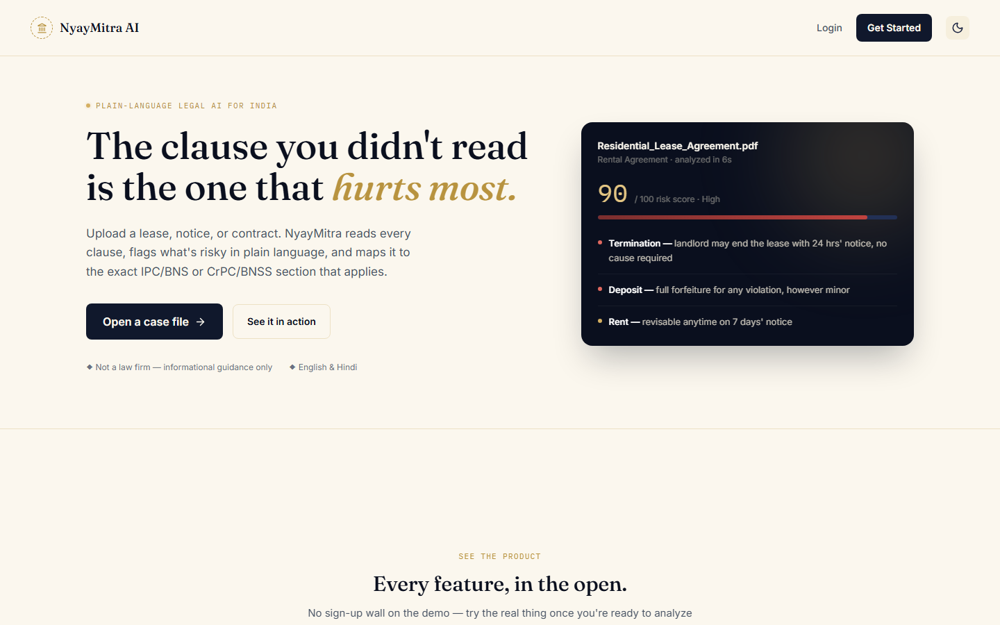 NyayMitra AI
Login
Get Started
PLAIN-LANGUAGE LEGAL AI FOR INDIA
The clause you didn't read
is the one that hurts most.
Upload a lease, notice, or contract. NyayMitra reads every
clause, flags what's risky in plain language, and maps it to
the exact IPC/BNS or CrPC/BNSS section that applies.
Open a case file →
See it in action
◆ Not a law firm — informational guidance only
◆ English & Hindi
Residential_Lease_Agreement.pdf
Rental Agreement · analyzed in 6s
90 / 100 risk score · High
Termination — landlord may end the lease with 24 hrs' notice, no
cause required
Deposit — full forfeiture for any violation, however minor
Rent — revisable anytime on 7 days' notice
SEE THE PRODUCT
Every feature, in the open.
No sign-up wall on the demo — try the real thing once you're ready to analyze